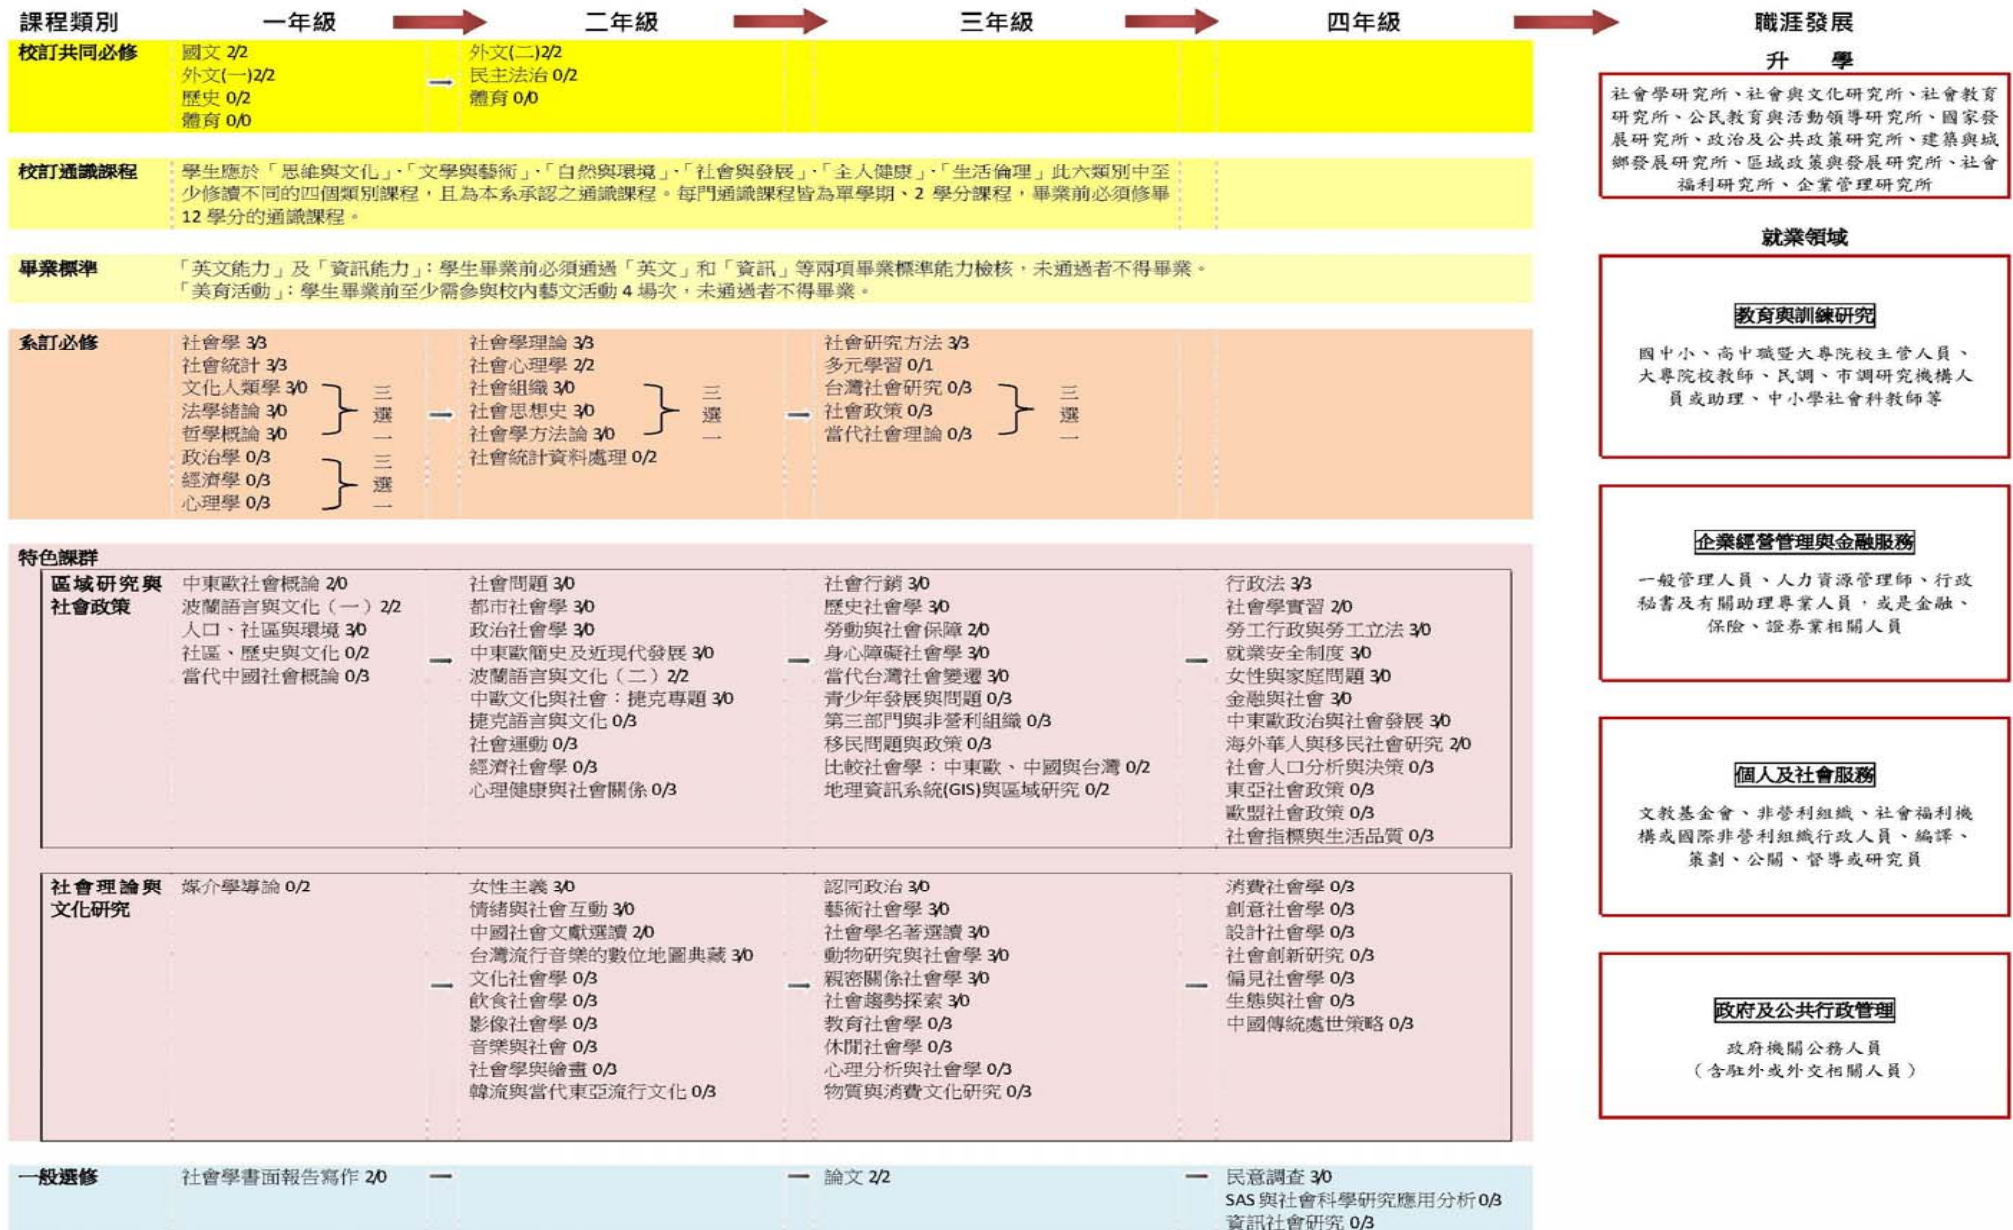 課程類別
一年級
二年級
三年級
四年級
職涯發展
校訂共同必修
國文 2/2
外文(一)2/2
歷史 0/2
體育 0/0
外文(二)2/2
民主法治 0/2
體育 0/0
校訂通識課程
學生應於「思維與文化」、「文學與藝術」、「自然與環境」、「社會與發展」、「全人健康」、「生活倫理」此六類別中至
少修讀不同的四個類別課程，且為本系承認之通識課程。每門通識課程皆為單學期、2 學分課程，畢業前必須修畢
12 學分的通識課程。
畢業標準
「英文能力」及「資訊能力」：學生畢業前必須通過「英文」和「資訊」等兩項畢業標準能力檢核，未通過者不得畢業。
「美育活動」：學生畢業前至少需參與校內藝文活動 4 場次，未通過者不得畢業。
系訂必修
社會學 3/3
社會統計 3/3
文化人類學 3/0
法學緒論 3/0
哲學概論 3/0
三
選
一
政治學 0/3
經濟學 0/3
心理學 0/3
三
選
一
社會學理論 3/3
社會心理學 2/2
社會組織 3/0
社會思想史 3/0
社會學方法論 3/0
三
選
一
社會統計資料處理 0/2
社會研究方法 3/3
多元學習 0/1
台灣社會研究 0/3
社會政策 0/3
當代社會理論 0/3
三
選
一
特色課群
區域研究與
社會政策
中東歐社會概論 2/0
波蘭語言與文化（一）2/2
人口、社區與環境 3/0
社區、歷史與文化 0/2
當代中國社會概論 0/3
社會問題 3/0
都市社會學 3/0
政治社會學 3/0
中東歐簡史及近現代發展 3/0
波蘭語言與文化（二）2/2
中歐文化與社會：捷克專題 3/0
捷克語言與文化 0/3
社會運動 0/3
經濟社會學 0/3
心理健康與社會關係 0/3
社會行銷 3/0
歷史社會學 3/0
勞動與社會保障 2/0
身心障礙社會學 3/0
當代台灣社會變遷 3/0
青少年發展與問題 0/3
第三部門與非營利組織 0/3
移民問題與政策 0/3
比較社會學：中東歐、中國與台灣 0/2
地理資訊系統(GIS)與區域研究 0/2
行政法 3/3
社會學實習 2/0
勞工行政與勞工立法 3/0
就業安全制度 3/0
女性與家庭問題 3/0
金融與社會 3/0
中東歐政治與社會發展 3/0
海外華人與移民社會研究 2/0
社會人口分析與決策 0/3
東亞社會政策 0/3
歐盟社會政策 0/3
社會指標與生活品質 0/3
社會理論與
文化研究
媒介學導論 0/2
女性主義 3/0
情緒與社會互動 3/0
中國社會文獻選讀 2/0
台灣流行音樂的數位地圖典藏 3/0
文化社會學 0/3
飲食社會學 0/3
影像社會學 0/3
音樂與社會 0/3
社會學與繪畫 0/3
韓流與當代東亞流行文化 0/3
認同政治 3/0
藝術社會學 3/0
社會學名著選讀 3/0
動物研究與社會學 3/0
親密關係社會學 3/0
社會趨勢探索 3/0
教育社會學 0/3
休閒社會學 0/3
心理分析與社會學 0/3
物質與消費文化研究 0/3
消費社會學 0/3
創意社會學 0/3
設計社會學 0/3
社會創新研究 0/3
偏見社會學 0/3
生態與社會 0/3
中國傳統處世策略 0/3
一般選修
社會學書面報告寫作 2/0
論文 2/2
民意調查 3/0
SAS 與社會科學研究應用分析 0/3
資訊社會研究 0/3
升 學
社會學研究所、社會與文化研究所、社會教育
研究所、公民教育與活動領導研究所、國家發
展研究所、政治及公共政策研究所、建築與城
鄉發展研究所、區域政策與發展研究所、社會
福利研究所、企業管理研究所
就業領域
教育與訓練研究
國中小、高中職暨大專院校主管人員、
大專院校教師、民調、市調研究機構人
員或助理、中小學社會科教師等
企業經營管理與金融服務
一般管理人員、人力資源管理師、行政
秘書及有關助理專業人員，或是金融、
保險、證券業相關人員
個人及社會服務
文教基金會、非營利組織、社會福利機
構或國際非營利組織行政人員、編譯、
策劃、公關、督導或研究員
政府及公共行政管理
政府機關公務人員
（含駐外或外交相關人員）